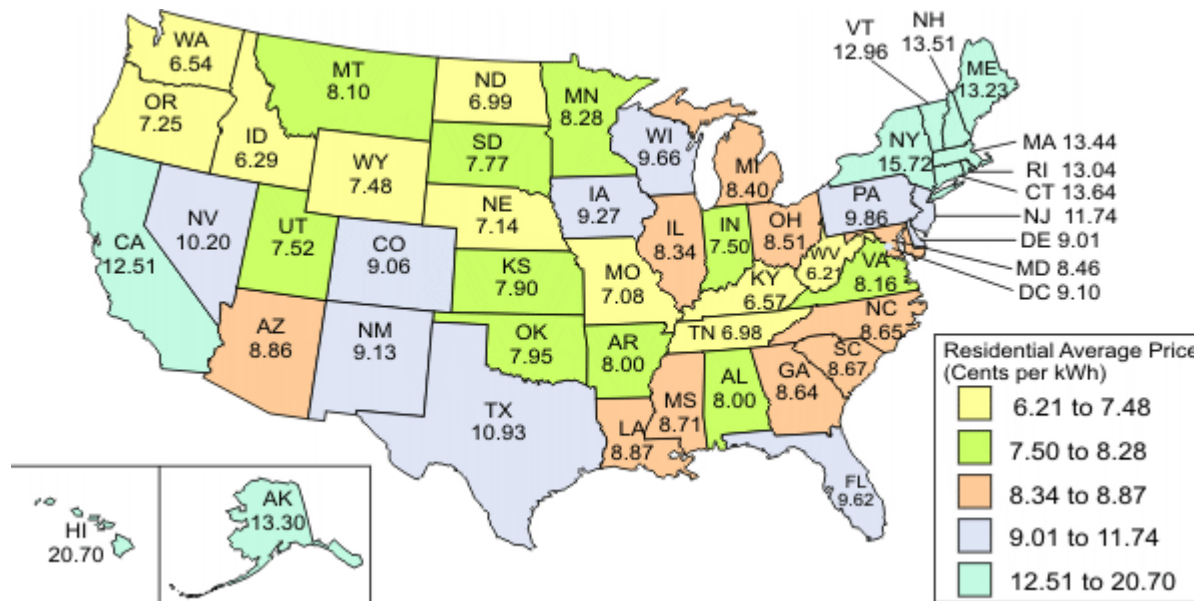 WA
6.54
OR
7.25
CA
12.51
ID
6.29
NV
10.20
MT
8.10
WY
7.48
UT
7.52
AZ
8.86
CO
9.06
NM
9.13
ND
6.99
SD
7.77
NE
7.14
KS
7.90
OK
7.95
TX
10.93
MN
8.28
IA
9.27
MO
7.08
AR
8.00
LA
8.87
WI
9.66
IL
8.34
MS
8.71
MI
8.40
IN
7.50
KY
6.57
TN 6.98
AL
8.00
OH
8.51
WV
6.21
VA
8.16
NC
8.65
SC
8.67
GA
8.64
FL
9.62
PA
9.86
NY
15.72
VT
12.96
NH
13.51
ME
13.23
MA 13.44
RI 13.04
CT 13.64
NJ 11.74
DE 9.01
MD 8.46
DC 9.10
HI
20.70
AK
13.30
Residential Average Price
(Cents per kWh)
6.21 to 7.48
7.50 to 8.28
8.34 to 8.87
9.01 to 11.74
12.51 to 20.70